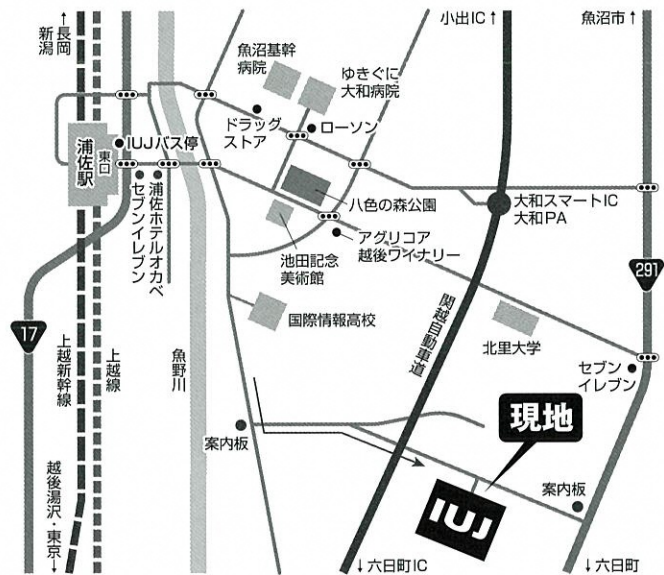 ←長岡
新潟
小出IC↑
魚沼市↑
魚沼基幹
病院
ゆきぐに
大和病院
ドラッグ
ストア
ローソン
IUJバス停
東口
浦佐駅
セブンイレブン
浦佐ホテルオカベ
八色の森公園
大和スマートIC
大和PA
池田記念
美術館
アグリコア
越後ワイナリー
291
17
国際情報高校
関越自動車道
北里大学
セブン
イレブン
上越新幹線
上越線
魚野川
現地
案内板
案内板
IUJ
越後湯沢・東京→
↓六日町IC
↓六日町